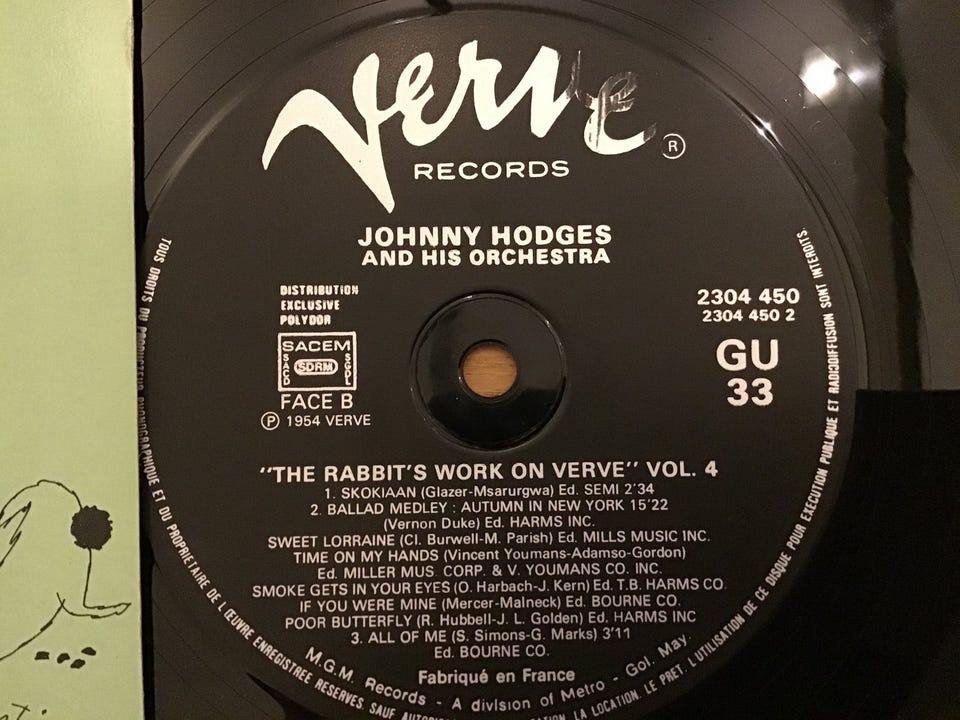 Verve
®
RECORDS
JOHNNY HODGES
AND HIS ORCHESTRA
DISTRIBUTION
EXCLUSIVE
POLYDOR
SACEM
SACD
SDRM
SGDL
FACE B
℗ 1954 VERVE
2304 450
2304 450 2
GU
33
"THE RABBIT'S WORK ON VERVE" VOL. 4
1. SKOKIAAN (Glazer-Msarurgwa) Ed. SEMI 2'34
2. BALLAD MEDLEY : AUTUMN IN NEW YORK 15'22
(Vernon Duke) Ed. HARMS INC.
SWEET LORRAINE (Cl. Burwell-M. Parish) Ed. MILLS MUSIC INC.
TIME ON MY HANDS (Vincent Youmans-Adamso-Gordon)
Ed. MILLER MUS. CORP. & V. YOUMANS CO. INC.
SMOKE GETS IN YOUR EYES (O. Harbach-J. Kern) Ed. T.B. HARMS CO.
IF YOU WERE MINE (Mercer-Malneck) Ed. BOURNE CO.
POOR BUTTERFLY (R. Hubbell-J. L. Golden) Ed. HARMS INC
3. ALL OF ME (S. Simons-G. Marks) 3'11
Ed. BOURNE CO.
Fabriqué en France
M.G.M. Records - A division of Metro - Gol. May.
TOUS DROITS DU PRODUCTEUR PHONOGRAPHIQUE ET DU PROPRIETAIRE DE L'ŒUVRE ENREGISTREE RESERVES. SAUF LA LOCATION. LE PRET. L'UTILISATION DE CE DISQUE POUR EXECUTION PUBLIQUE ET RADIODIFFUSION SONT INTERDITS.